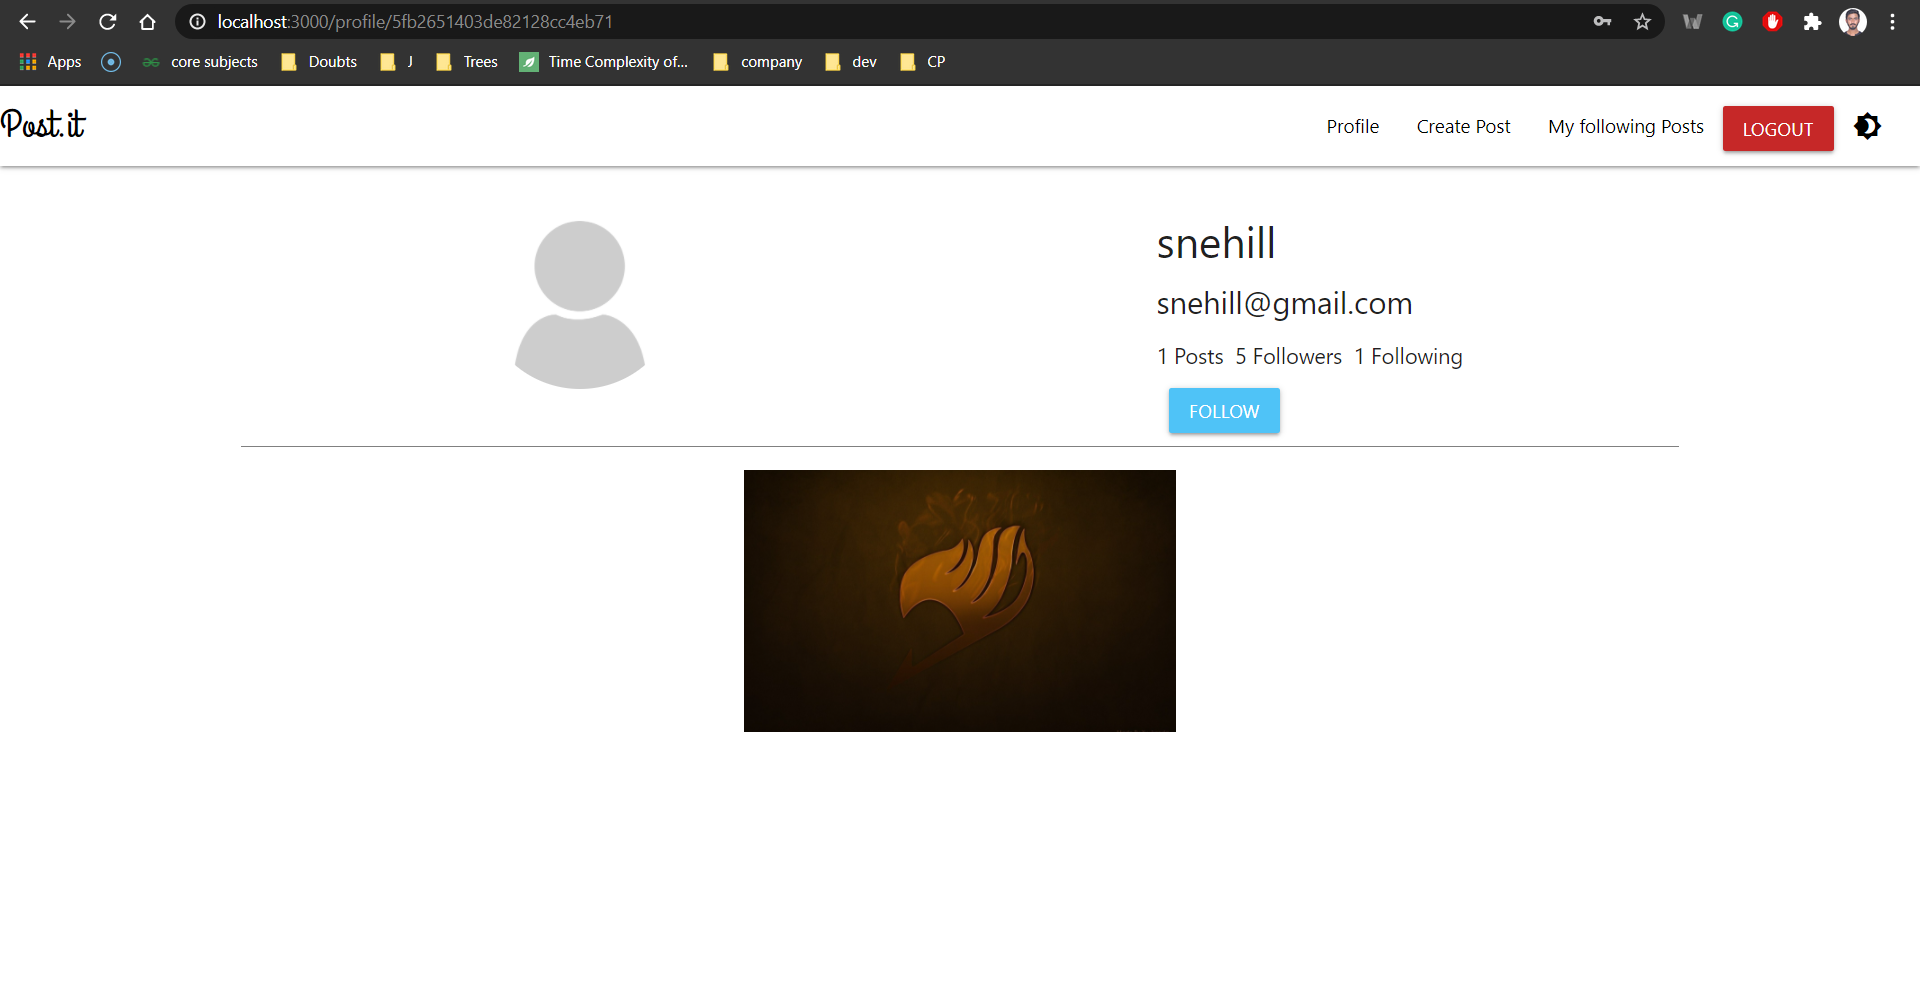 localhost:3000/profile/5fb2651403de82128cc4eb71
Apps core subjects Doubts J Trees Time Complexity of... company dev CP
Post.it Profile Create Post My following Posts LOGOUT
snehill
snehill@gmail.com
1 Posts 5 Followers 1 Following
FOLLOW